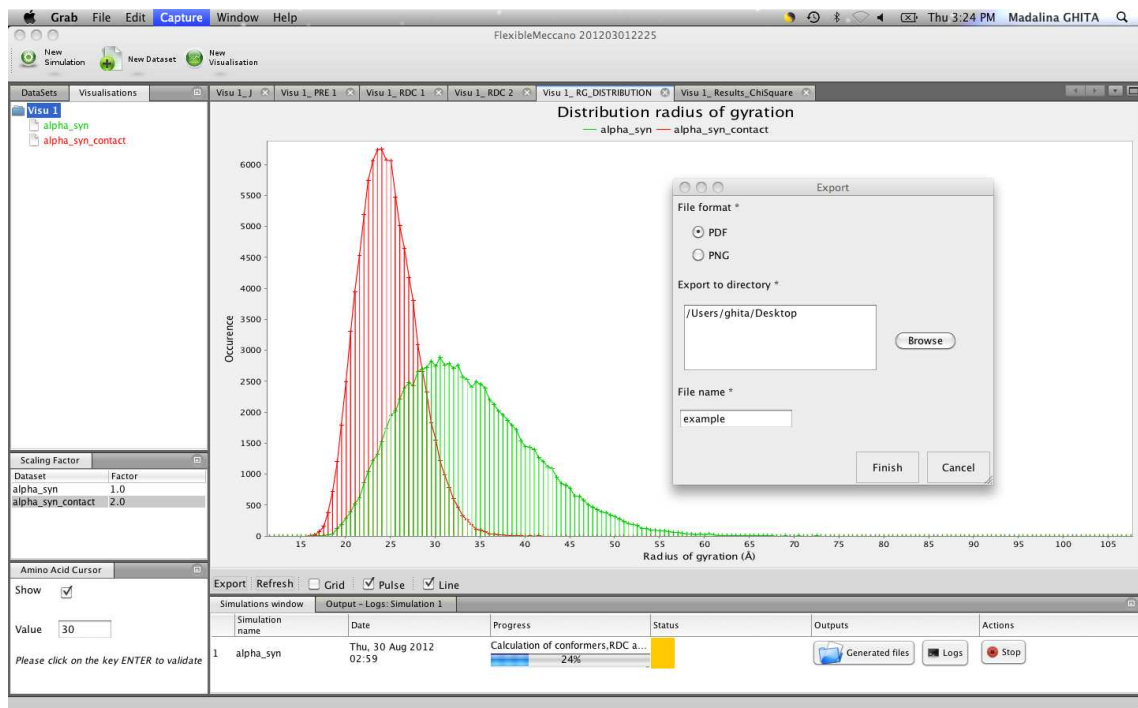 Grab File Edit Capture Window Help Thu 3:24 PM Madalina GHITA
FlexibleMeccano 201203012225
New Simulation New Dataset New Visualisation
DataSets Visualisations
Visu 1
alpha_syn
alpha_syn_contact
Scaling Factor
Dataset Factor
alpha_syn 1.0
alpha_syn_contact 2.0
Amino Acid Cursor
Show
Value 30
Please click on the key ENTER to validate
Visu 1_ J Visu 1_ PRE 1 Visu 1_ RDC 1 Visu 1_ RDC 2 Visu 1_ RG_DISTRIBUTION Visu 1_ Results_ChiSquare
Distribution radius of gyration
alpha_syn alpha_syn_contact
Occurence
6000
5500
5000
4500
4000
3500
3000
2500
2000
1500
1000
500
0
15 20 25 30 35 40 45 50 55 60 65 70 75 80 85 90 95 100 105
Radius of gyration (Å)
Export
File format *
PDF
PNG
Export to directory *
/Users/ghita/Desktop
Browse
File name *
example
Finish Cancel
Export Refresh Grid Pulse Line
Simulations window Output - Logs: Simulation 1
Simulation name Date Progress Status Outputs Actions
1 alpha_syn Thu, 30 Aug 2012 02:59 Calculation of conformers,RDC a... 24% Generated files Logs Stop